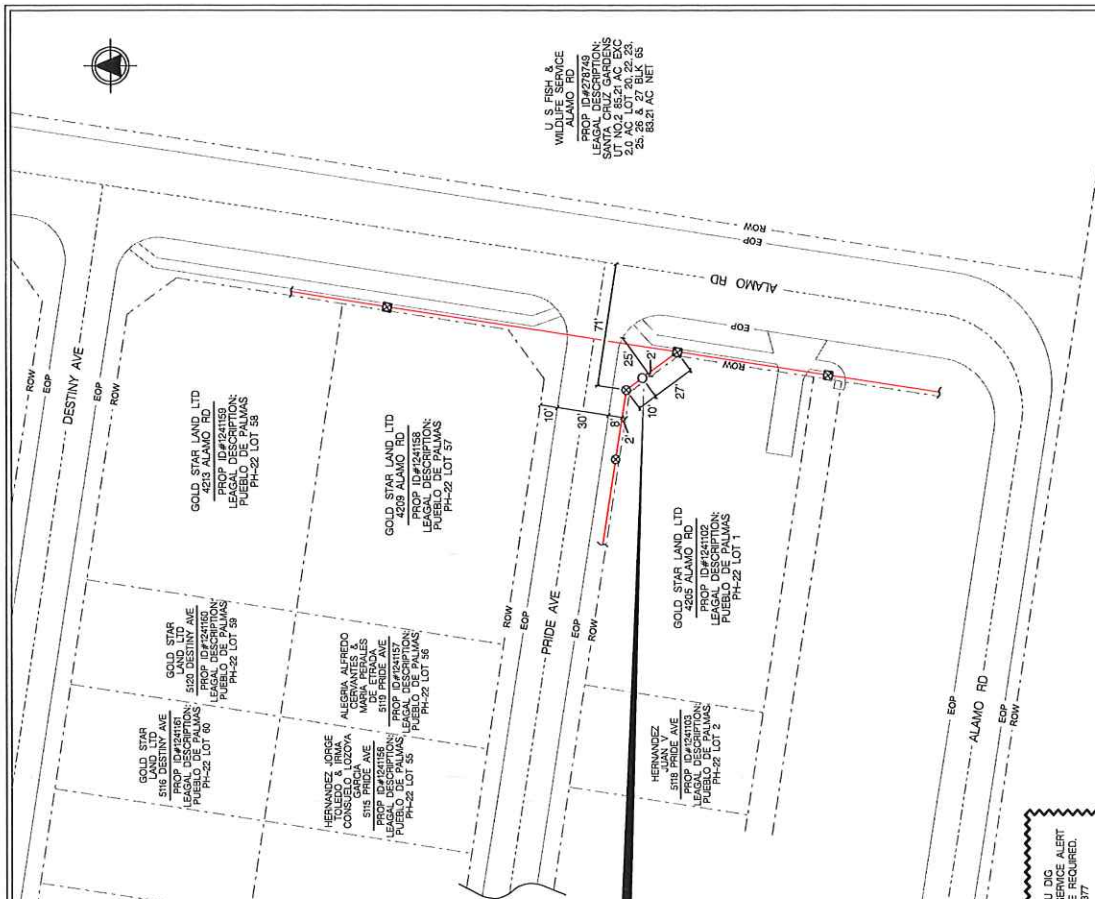 U S FISH &
WILDLIFE SERVICE
ALAMO RD
PROP ID#278749
LEAGAL DESCRIPTION:
SANTA CRUZ GARDENS
UT NO.2 85.21 AC EXC
2.0 AC LOT 20, 22, 23,
25, 26 & 27 BLK 65
83.21 AC NET
ROW
EOP
DESTINY AVE
EOP
ROW
GOLD STAR LAND LTD
4213 ALAMO RD
PROP ID#1241159
LEAGAL DESCRIPTION:
PUEBLO DE PALMAS
PH-22 LOT 58
GOLD STAR LAND LTD
4209 ALAMO RD
PROP ID#1241158
LEAGAL DESCRIPTION:
PUEBLO DE PALMAS
PH-22 LOT 57
GOLD STAR
LAND LTD
5120 DESTINY AVE
PROP ID#1241160
LEAGAL DESCRIPTION:
PUEBLO DE PALMAS
PH-22 LOT 59
GOLD STAR
LAND LTD
5116 DESTINY AVE
PROP ID#1241161
LEAGAL DESCRIPTION:
PUEBLO DE PALMAS
PH-22 LOT 60
ALEGRIA ALFREDO
CERVANTES &
MARIA PERALES
DE ETRADA
5119 PRIDE AVE
PROP ID#1241157
LEAGAL DESCRIPTION:
PUEBLO DE PALMAS
PH-22 LOT 56
HERNANDEZ JORGE
TOLEDO & IRMA
CONSUELO LOZOYA
GARCIA
5115 PRIDE AVE
PROP ID#1241156
LEAGAL DESCRIPTION:
PUEBLO DE PALMAS
PH-22 LOT 55
ROW
EOP
PRIDE AVE
EOP
ROW
10'
30'
8'
2'
71'
25'
2'
10'
27'
ROW
EOP
ALAMO RD
EOP
ROW
GOLD STAR LAND LTD
4205 ALAMO RD
PROP ID#1241102
LEAGAL DESCRIPTION:
PUEBLO DE PALMAS
PH-22 LOT 1
HERNANDEZ
JUAN V
5118 PRIDE AVE
PROP ID#1241103
LEAGAL DESCRIPTION:
PUEBLO DE PALMAS
PH-22 LOT 2
EOP
ALAMO RD
EOP
ROW
U DIG
SERVICE ALERT
E REQUIRED.
377